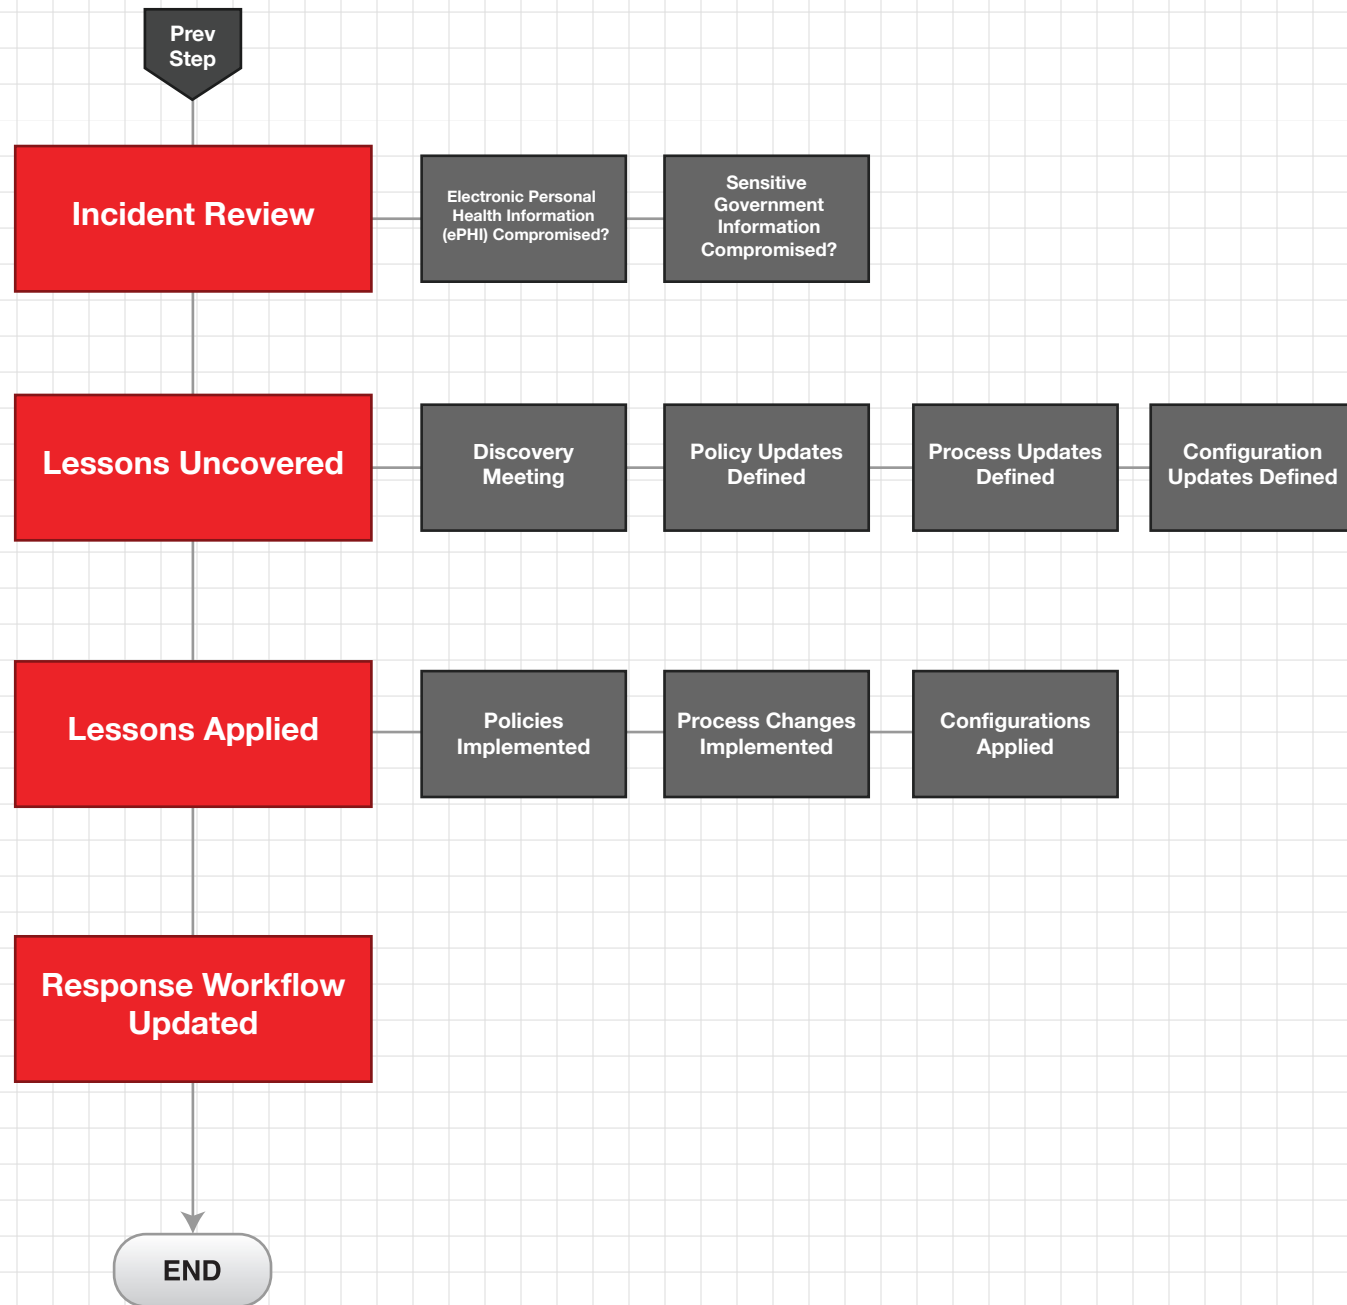 Prev
Step
Incident Review
Electronic Personal
Health Information
(ePHI) Compromised?
Sensitive
Government
Information
Compromised?
Lessons Uncovered
Discovery
Meeting
Policy Updates
Defined
Process Updates
Defined
Configuration
Updates Defined
Lessons Applied
Policies
Implemented
Process Changes
Implemented
Configurations
Applied
Response Workflow
Updated
END